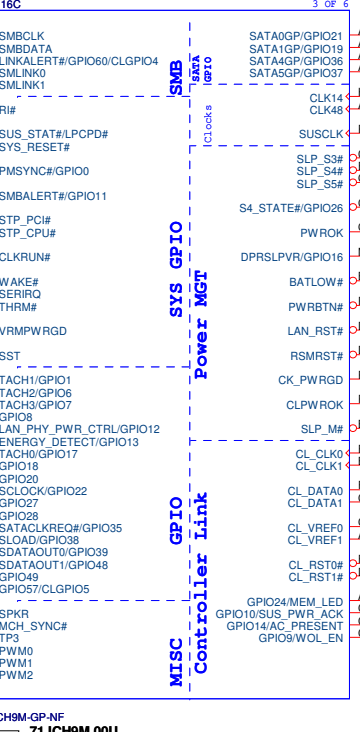 16C
3 OF 6
SMBCLK
SMBDATA
LINKALERT#/GPIO60/CLGPIO4
SMLINK0
SMLINK1
RI#
SUS_STAT#/LPCPD#
SYS_RESET#
PMSYNC#/GPIO0
SMBALERT#/GPIO11
STP_PCI#
STP_CPU#
CLKRUN#
WAKE#
SERIRQ
THRM#
VRMPWRGD
SST
TACH1/GPIO1
TACH2/GPIO6
TACH3/GPIO7
GPIO8
LAN_PHY_PWR_CTRL/GPIO12
ENERGY_DETECT/GPIO13
TACH0/GPIO17
GPIO18
GPIO20
SCLOCK/GPIO22
GPIO27
GPIO28
SATACLKREQ#/GPIO35
SLOAD/GPIO38
SDATAOUT0/GPIO39
SDATAOUT1/GPIO48
GPIO49
GPIO57/CLGPIO5
SPKR
MCH_SYNC#
TP3
PWM0
PWM1
PWM2
SMB
SYS GPIO
GPIO
MISC
SATA
GPIO
Clocks
Power MGT
Controller Link
SATA0GP/GPIO21
SATA1GP/GPIO19
SATA4GP/GPIO36
SATA5GP/GPIO37
CLK14
CLK48
SUSCLK
SLP_S3#
SLP_S4#
SLP_S5#
S4_STATE#/GPIO26
PWROK
DPRSLPVR/GPIO16
BATLOW#
PWRBTN#
LAN_RST#
RSMRST#
CK_PWRGD
CLPWROK
SLP_M#
CL_CLK0
CL_CLK1
CL_DATA0
CL_DATA1
CL_VREF0
CL_VREF1
CL_RST0#
CL_RST1#
GPIO24/MEM_LED
GPIO10/SUS_PWR_ACK
GPIO14/AC_PRESENT
GPIO9/WOL_EN
CH9M-GP-NF
71.ICH9M.00U